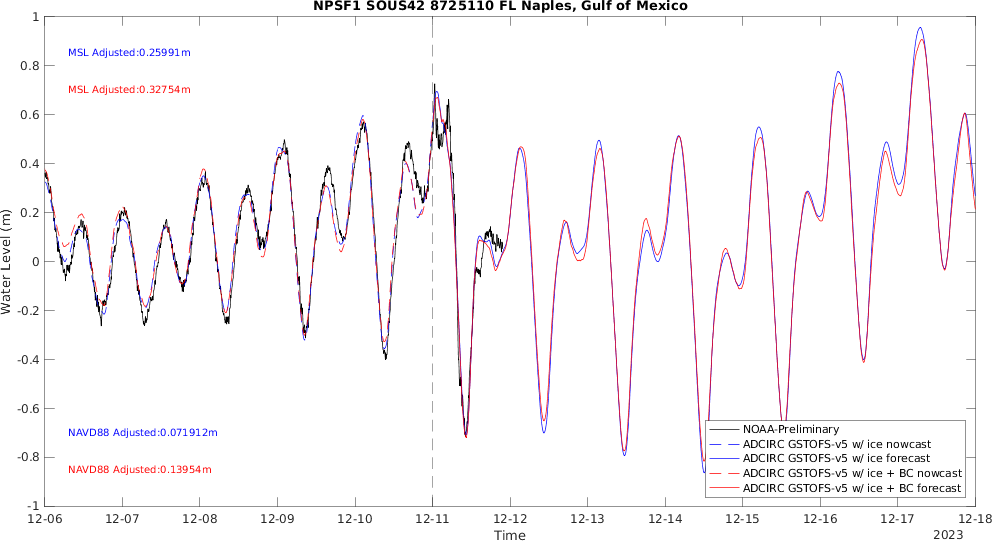 NPSF1 SOUS42 8725110 FL Naples, Gulf of Mexico
1
0.8
0.6
0.4
0.2
0
-0.2
-0.4
-0.6
-0.8
-1
Water Level (m)
MSL Adjusted:0.25991m
MSL Adjusted:0.32754m
NAVD88 Adjusted:0.071912m
NAVD88 Adjusted:0.13954m
NOAA-Preliminary
ADCIRC GSTOFS-v5 w/ ice nowcast
ADCIRC GSTOFS-v5 w/ ice forecast
ADCIRC GSTOFS-v5 w/ ice + BC nowcast
ADCIRC GSTOFS-v5 w/ ice + BC forecast
12-06 12-07 12-08 12-09 12-10 12-11 12-12 12-13 12-14 12-15 12-16 12-17 12-18
Time
2023